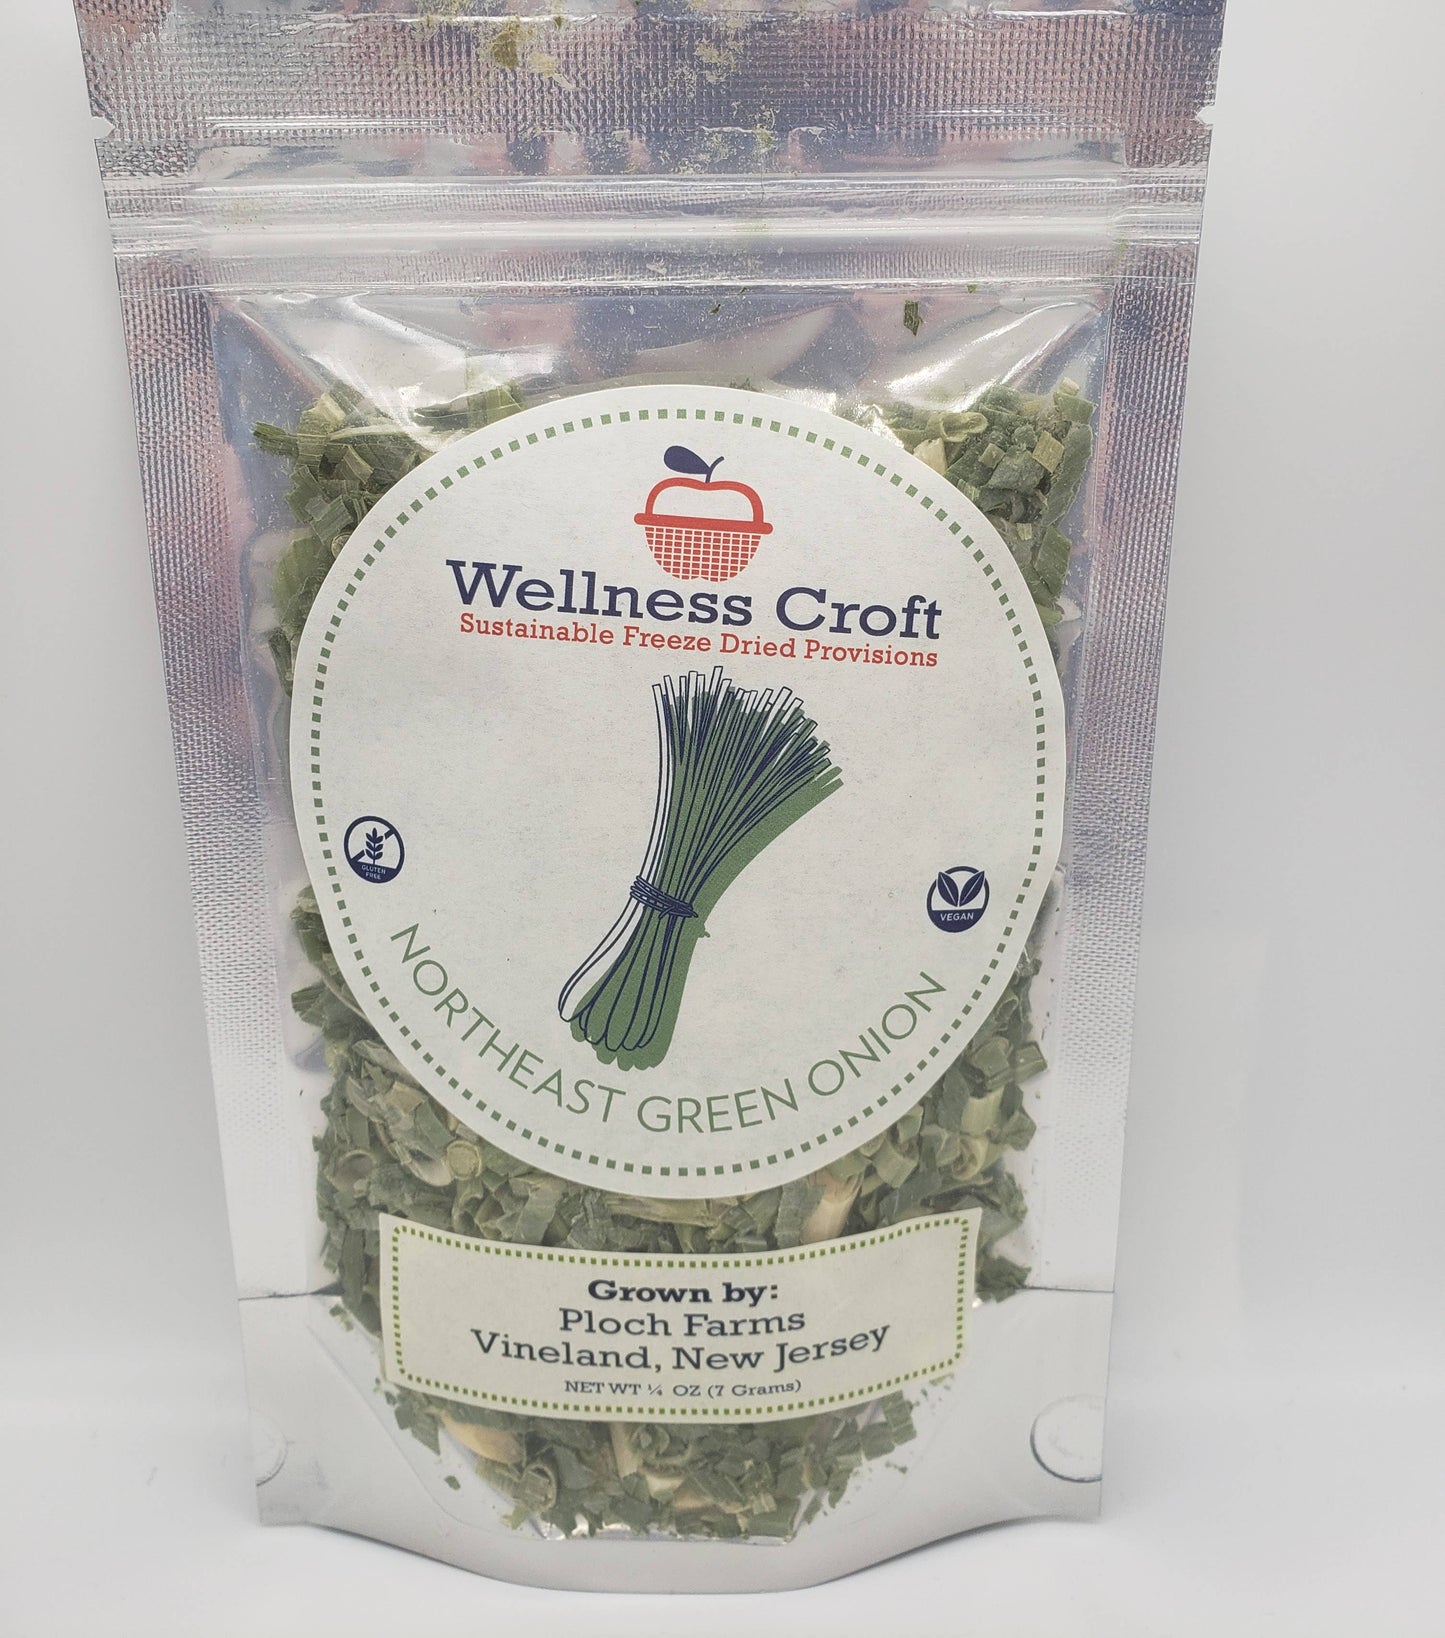 Wellness Croft
Sustainable Freeze Dried Provisions
GLUTEN
FREE
VEGAN
NORTHEAST GREEN ONION
Grown by:
Ploch Farms
Vineland, New Jersey
NET WT ¼ OZ (7 Grams)